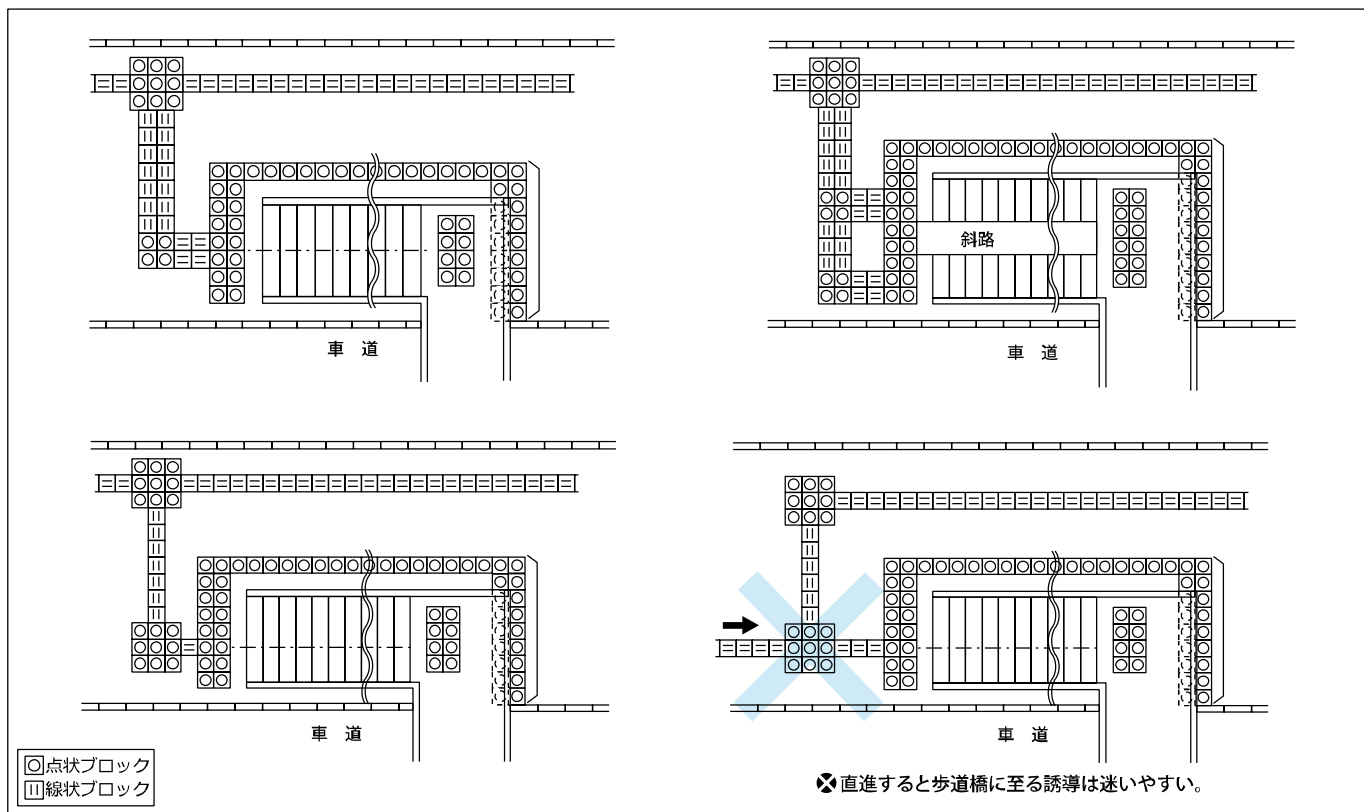 車 道
斜路
車 道
車 道
車 道
点状ブロック
線状ブロック
直進すると歩道橋に至る誘導は迷いやすい。